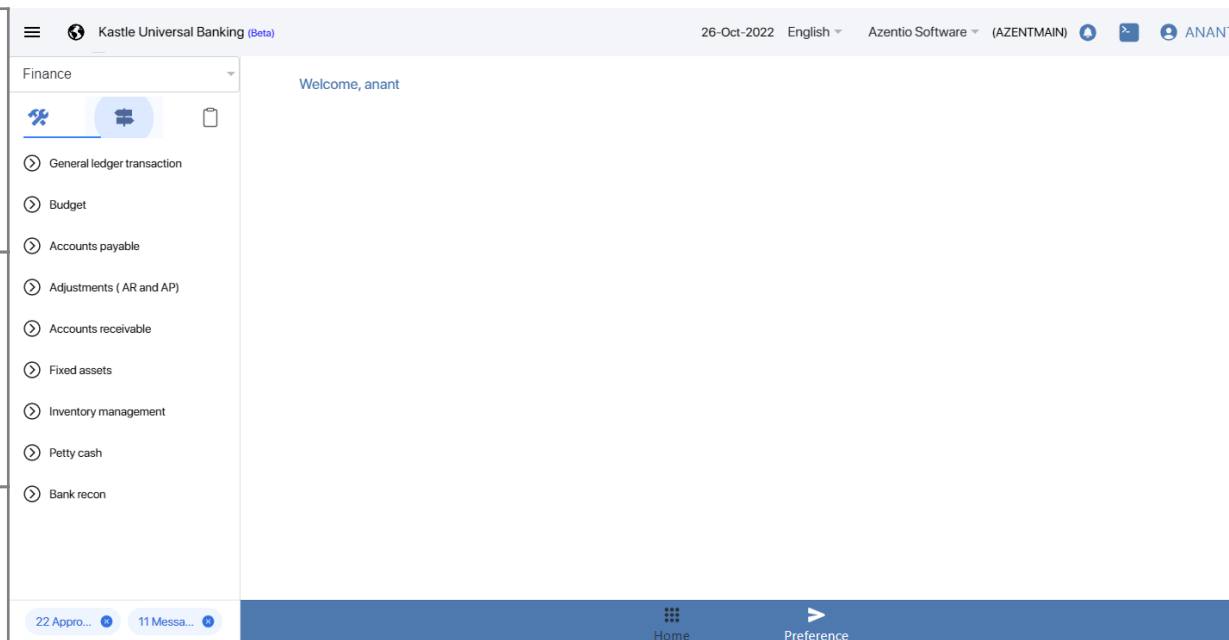 Kastle Universal Banking (Beta)
26-Oct-2022 English Azentio Software (AZENTMAIN) ANANT
Finance
Welcome, anant
General ledger transaction
Budget
Accounts payable
Adjustments ( AR and AP)
Accounts receivable
Fixed assets
Inventory management
Petty cash
Bank recon
22 Appro... 11 Messa...
Home Preference